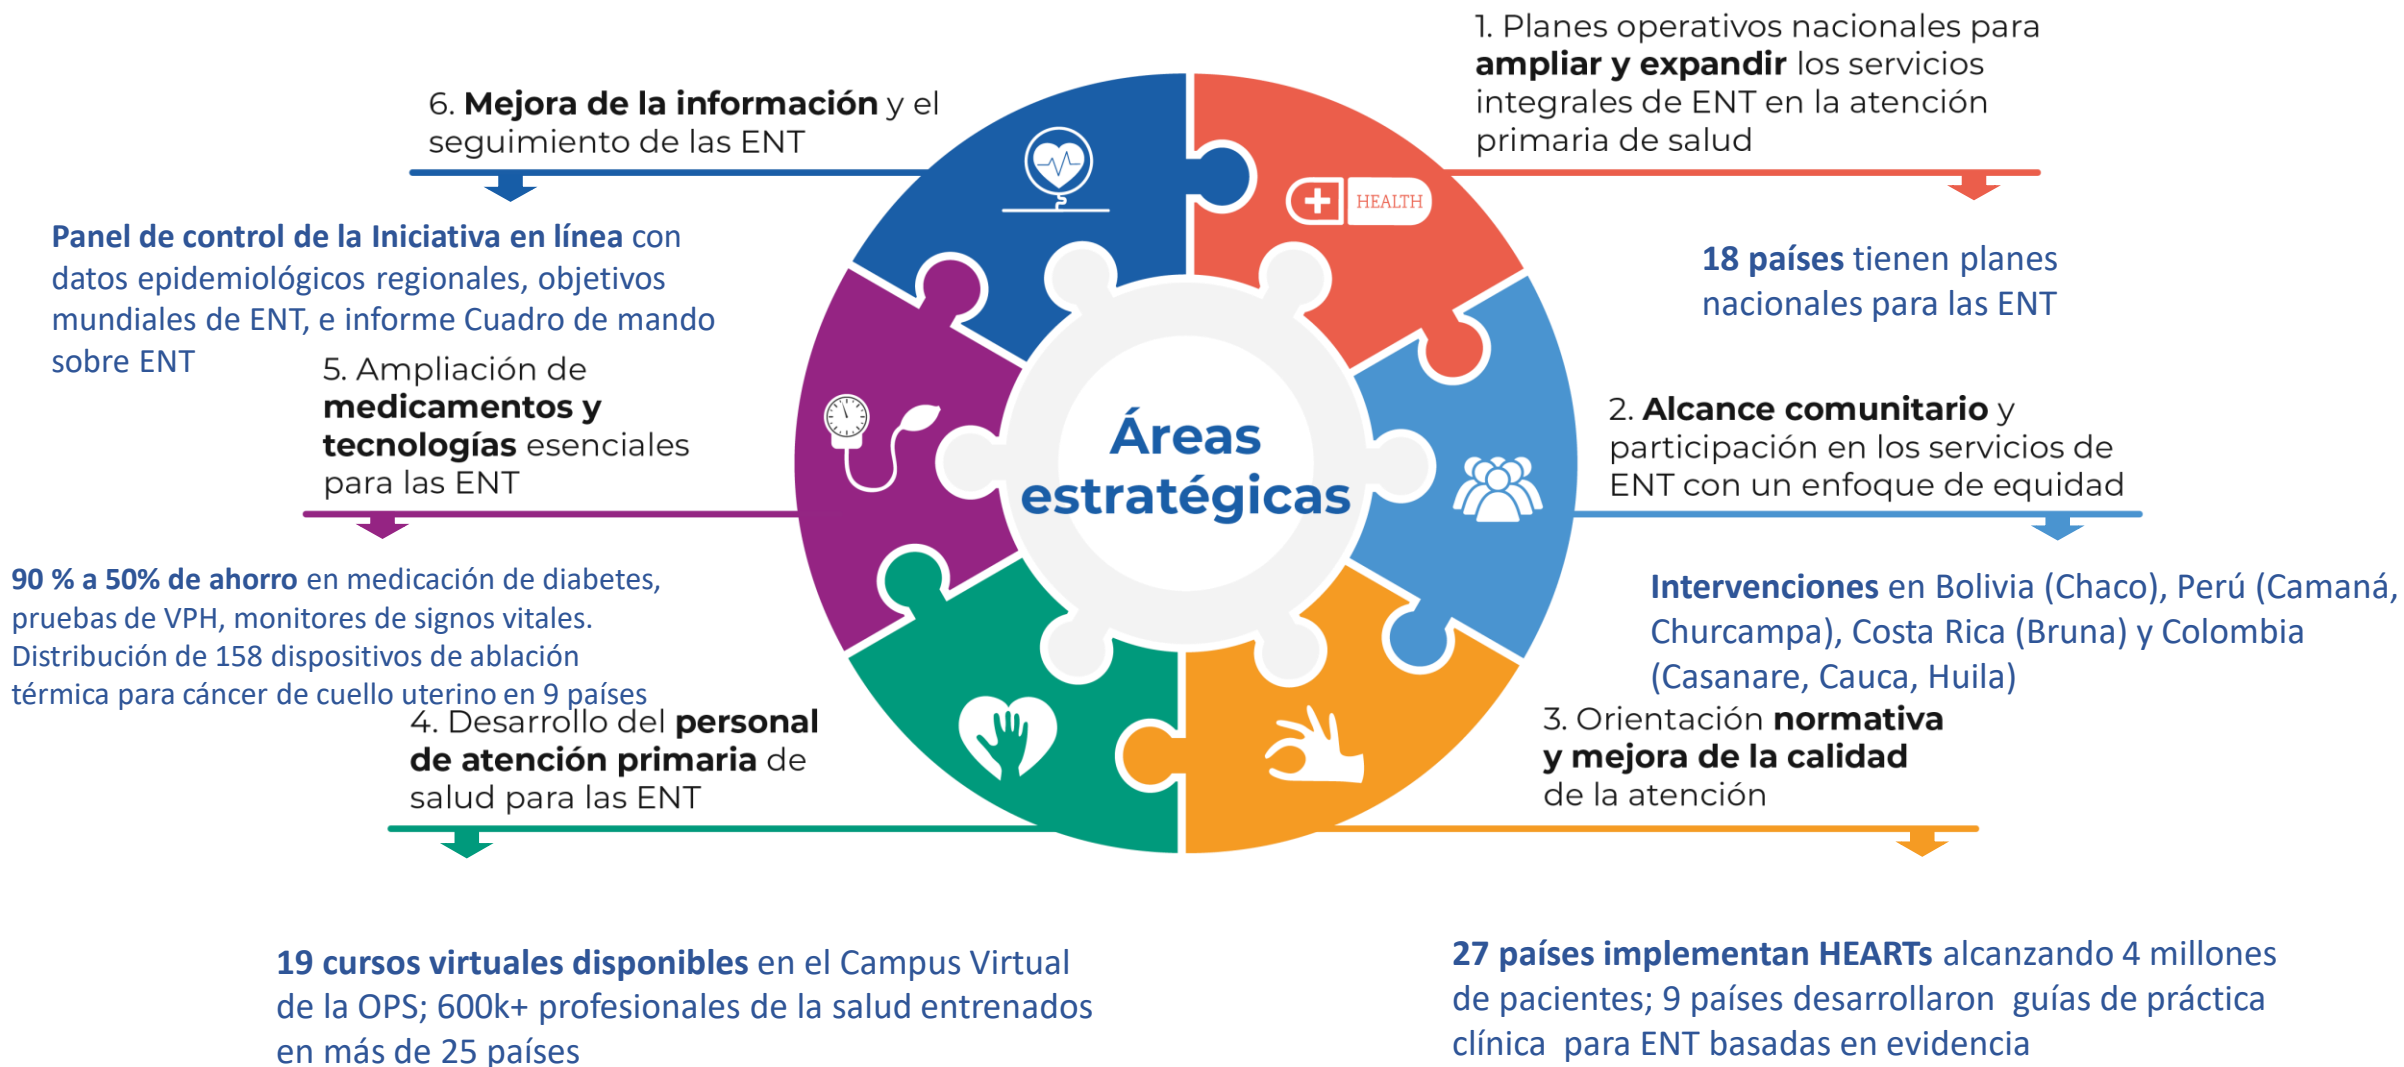 1. Planes operativos nacionales para
ampliar y expandir los servicios
integrales de ENT en la atención
primaria de salud
18 países tienen planes
nacionales para las ENT
2. Alcance comunitario y
participación en los servicios de
ENT con un enfoque de equidad
Intervenciones en Bolivia (Chaco), Perú (Camaná,
Churcampa), Costa Rica (Bruna) y Colombia
(Casanare, Cauca, Huila)
3. Orientación normativa
y mejora de la calidad
de la atención
27 países implementan HEARTs alcanzando 4 millones
de pacientes; 9 países desarrollaron guías de práctica
clínica para ENT basadas en evidencia
4. Desarrollo del personal
de atención primaria de
salud para las ENT
19 cursos virtuales disponibles en el Campus Virtual
de la OPS; 600k+ profesionales de la salud entrenados
en más de 25 países
5. Ampliación de
medicamentos y
tecnologías esenciales
para las ENT
90 % a 50% de ahorro en medicación de diabetes,
pruebas de VPH, monitores de signos vitales.
Distribución de 158 dispositivos de ablación
térmica para cáncer de cuello uterino en 9 países
6. Mejora de la información y el
seguimiento de las ENT
Panel de control de la Iniciativa en línea con
datos epidemiológicos regionales, objetivos
mundiales de ENT, e informe Cuadro de mando
sobre ENT
HEALTH
Áreas
estratégicas